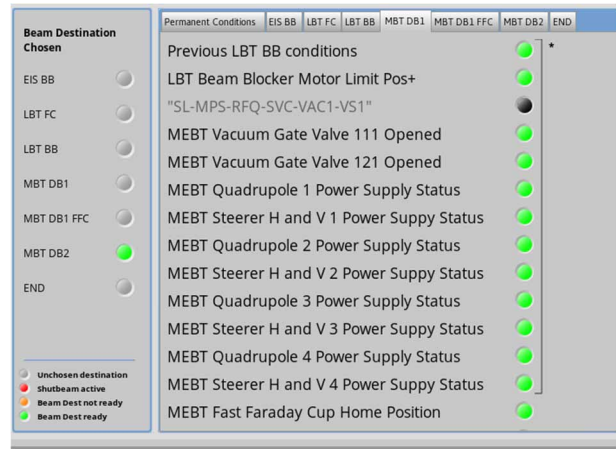 Beam Destination
Chosen
EIS BB
LBT FC
LBT BB
MBT DB1
MBT DB1 FFC
MBT DB2
END
Unchosen destination
Shutbeam active
Beam Dest not ready
Beam Dest ready
Permanent Conditions EIS BB LBT FC LBT BB MBT DB1 MBT DB1 FFC MBT DB2 END
Previous LBT BB conditions *
LBT Beam Blocker Motor Limit Pos+
"SL-MPS-RFQ-SVC-VAC1-VS1"
MEBT Vacuum Gate Valve 111 Opened
MEBT Vacuum Gate Valve 121 Opened
MEBT Quadrupole 1 Power Supply Status
MEBT Steerer H and V 1 Power Suppy Status
MEBT Quadrupole 2 Power Supply Status
MEBT Steerer H and V 2 Power Suppy Status
MEBT Quadrupole 3 Power Supply Status
MEBT Steerer H and V 3 Power Suppy Status
MEBT Quadrupole 4 Power Supply Status
MEBT Steerer H and V 4 Power Suppy Status
MEBT Fast Faraday Cup Home Position